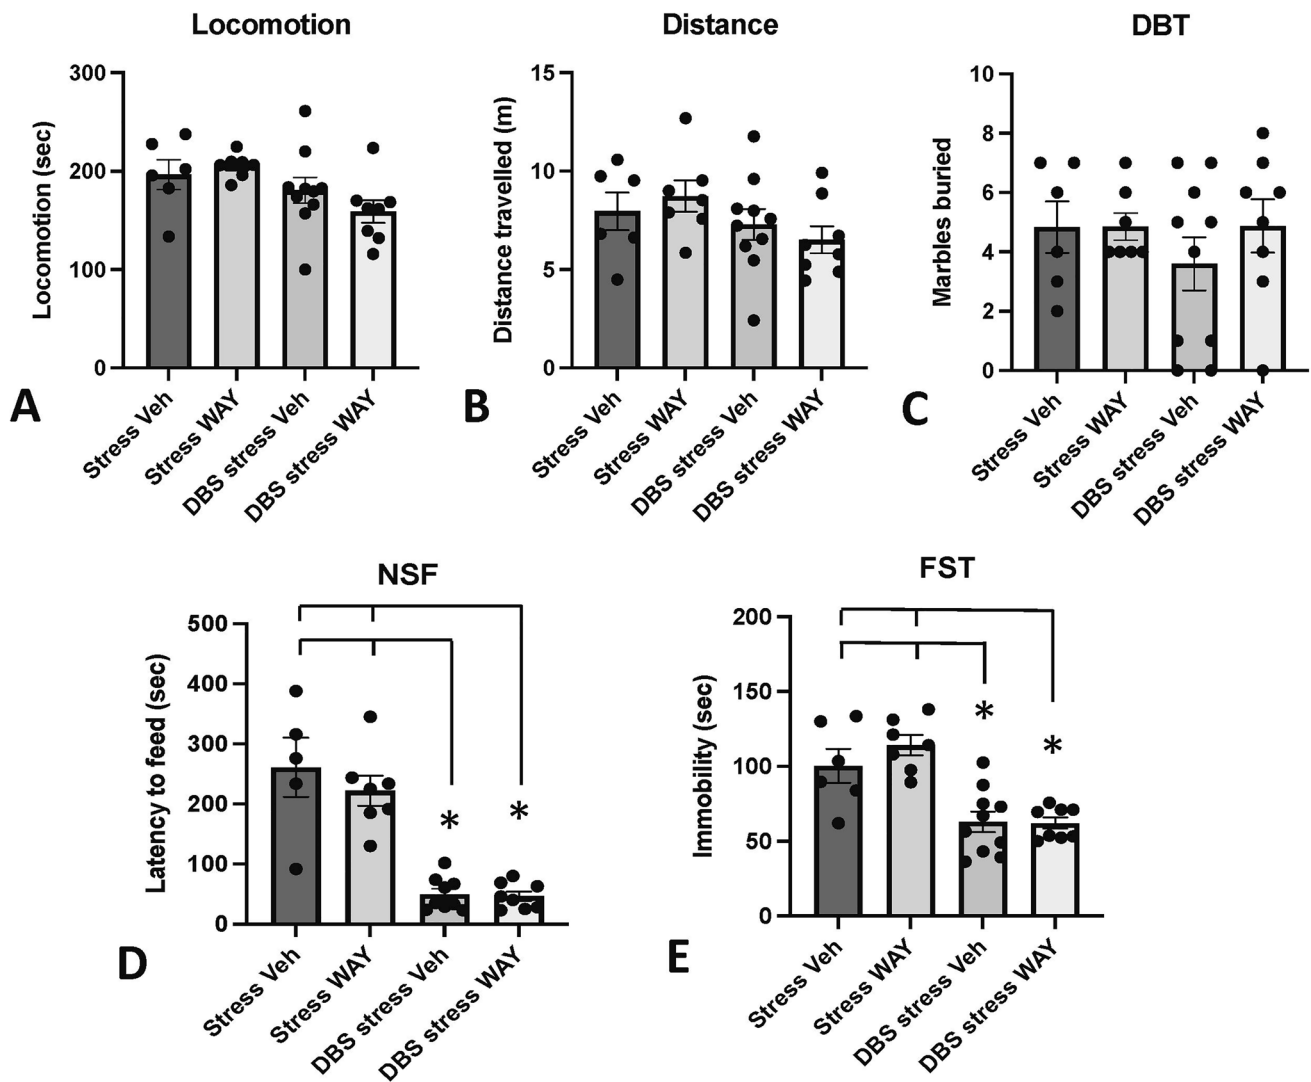 Locomotion
Locomotion (sec)
300
200
100
0
Stress Veh
Stress WAY
DBS stress Veh
DBS stress WAY
A
Distance
Distance travelled (m)
15
10
5
0
Stress Veh
Stress WAY
DBS stress Veh
DBS stress WAY
B
DBT
Marbles buried
10
8
6
4
2
0
Stress Veh
Stress WAY
DBS stress Veh
DBS stress WAY
C
NSF
Latency to feed (sec)
500
400
300
200
100
0
*
*
Stress Veh
Stress WAY
DBS stress Veh
DBS stress WAY
D
FST
Immobility (sec)
200
150
100
50
0
*
*
Stress Veh
Stress WAY
DBS stress Veh
DBS stress WAY
E